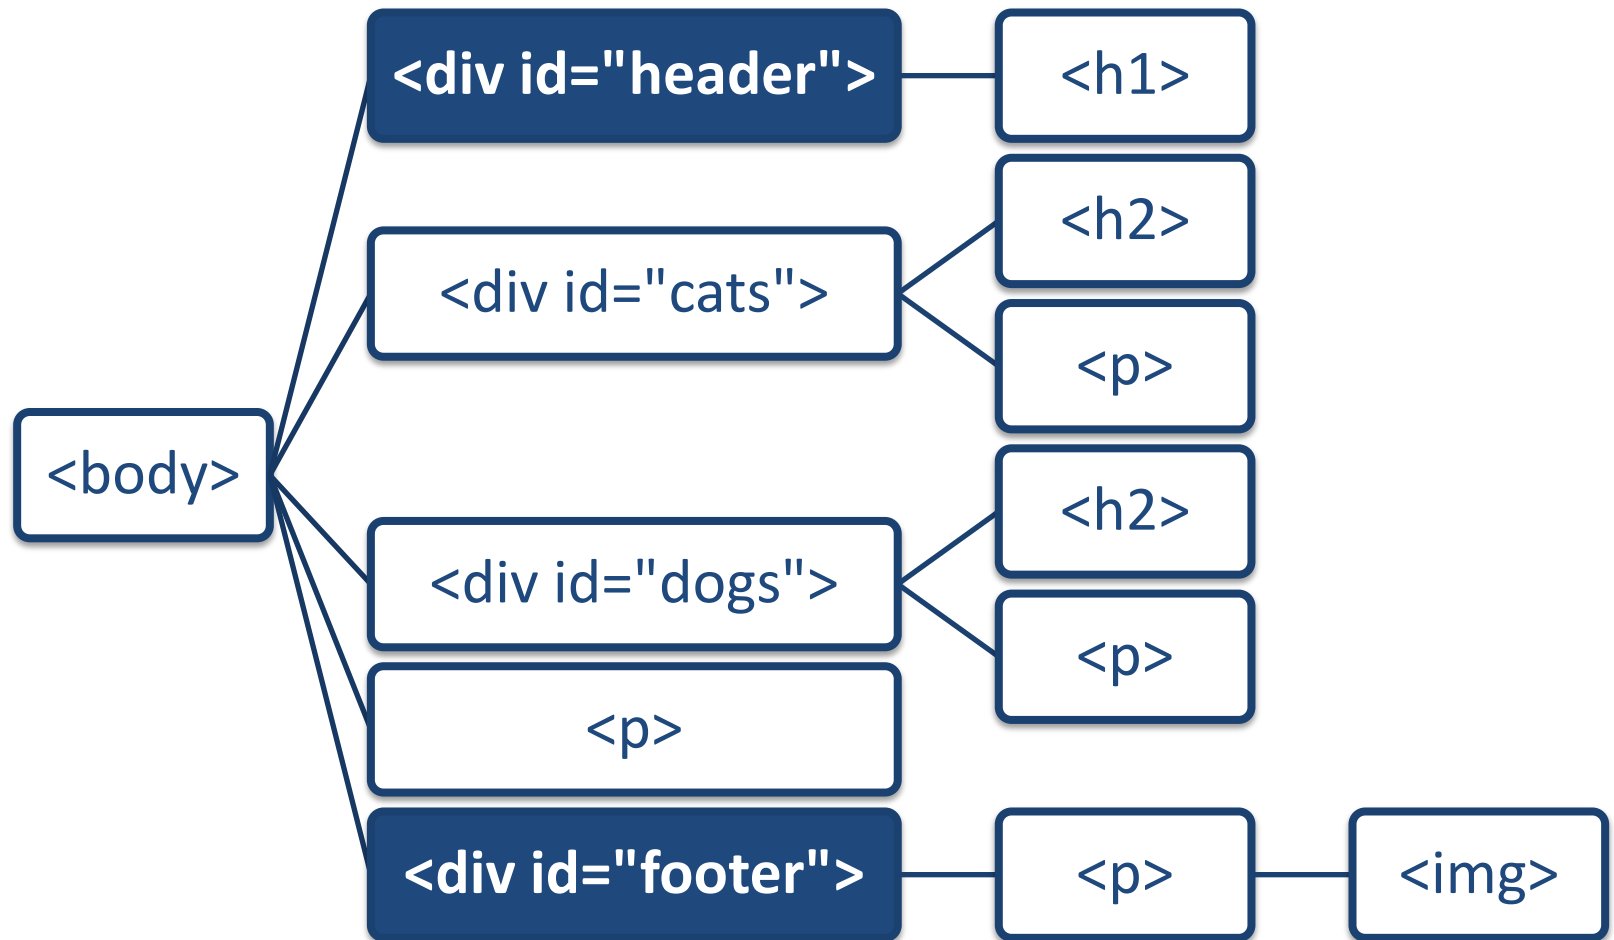 <body>
<div id="header">
<h1>
<div id="cats">
<h2>
<p>
<div id="dogs">
<h2>
<p>
<p>
<div id="footer">
<p>
<img>